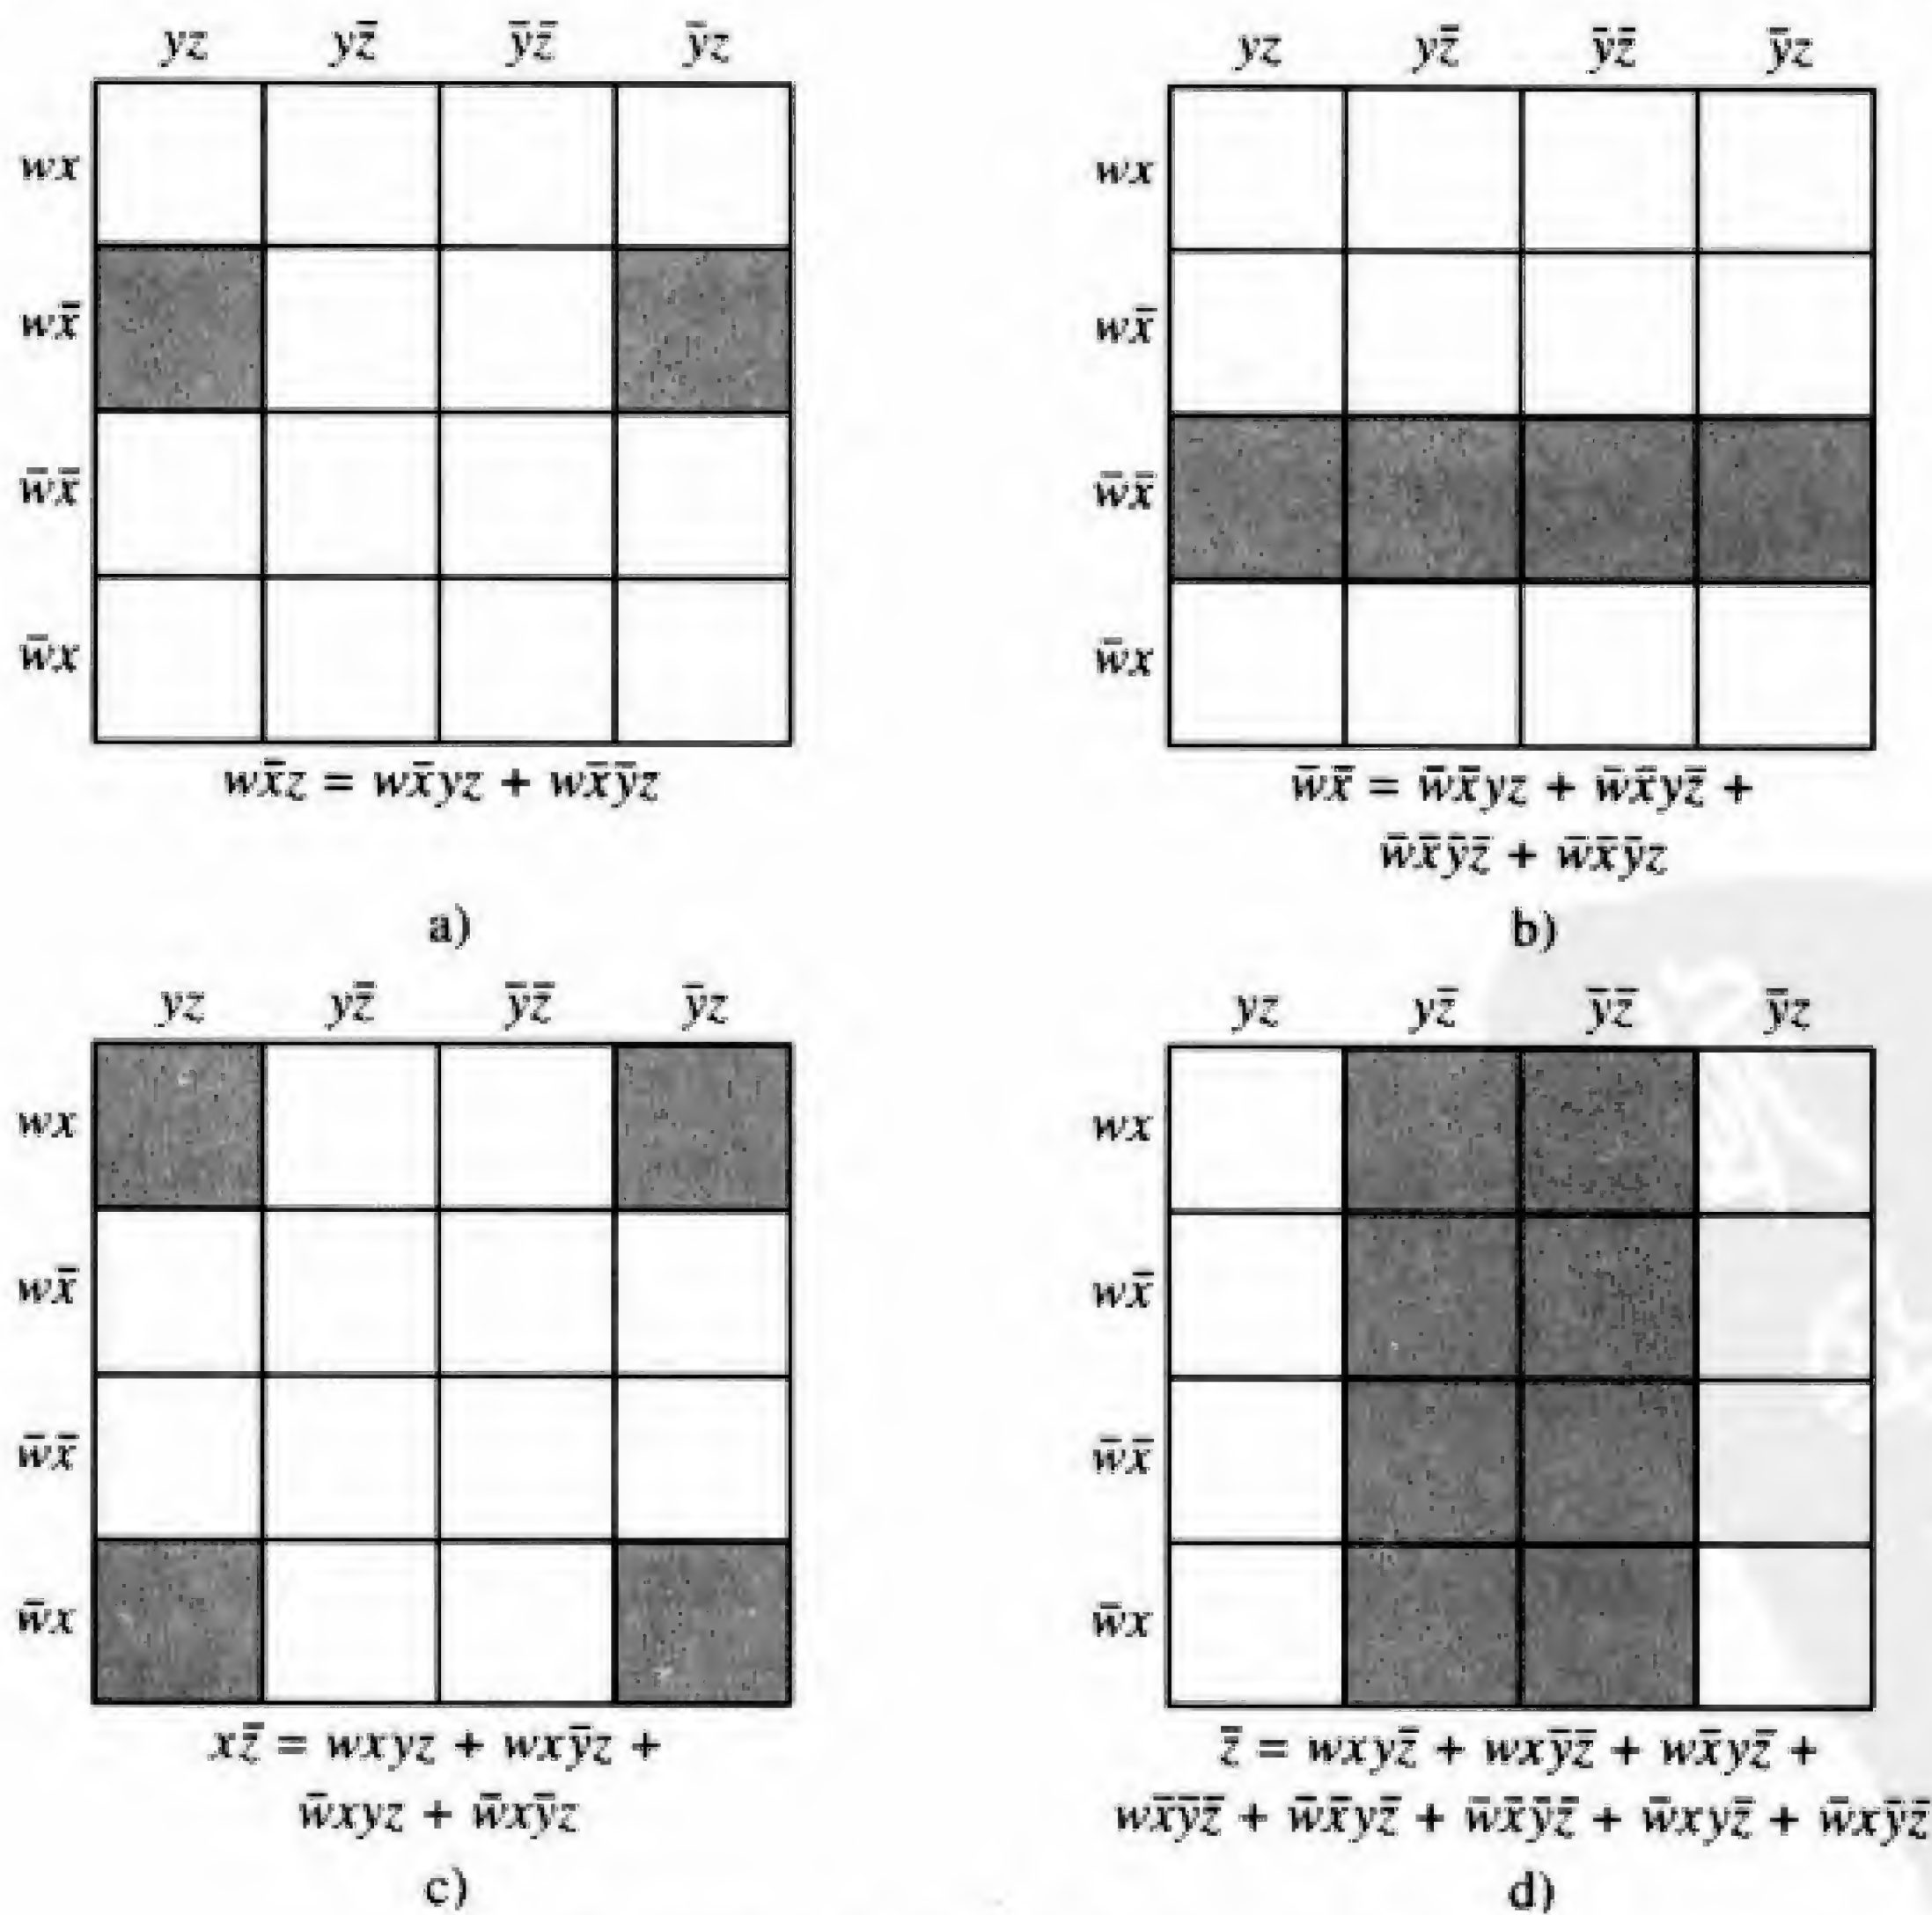 yz yz̄ ȳz̄ ȳz
wx
wx̄
w̄x̄
w̄x
wx̄z = wx̄yz + wx̄ȳz
a)
yz yz̄ ȳz̄ ȳz
wx
wx̄
w̄x̄
w̄x
w̄x̄ = w̄x̄yz + w̄x̄yz̄ +
w̄x̄ȳz̄ + w̄x̄ȳz
b)
yz yz̄ ȳz̄ ȳz
wx
wx̄
w̄x̄
w̄x
xz̄ = wxyz + wxȳz +
w̄xyz + w̄xȳz
c)
yz yz̄ ȳz̄ ȳz
wx
wx̄
w̄x̄
w̄x
z̄ = wxyz̄ + wxȳz̄ + wx̄yz̄ +
wx̄ȳz̄ + w̄x̄yz̄ + w̄x̄ȳz̄ + w̄xyz̄ + w̄xȳz̄
d)